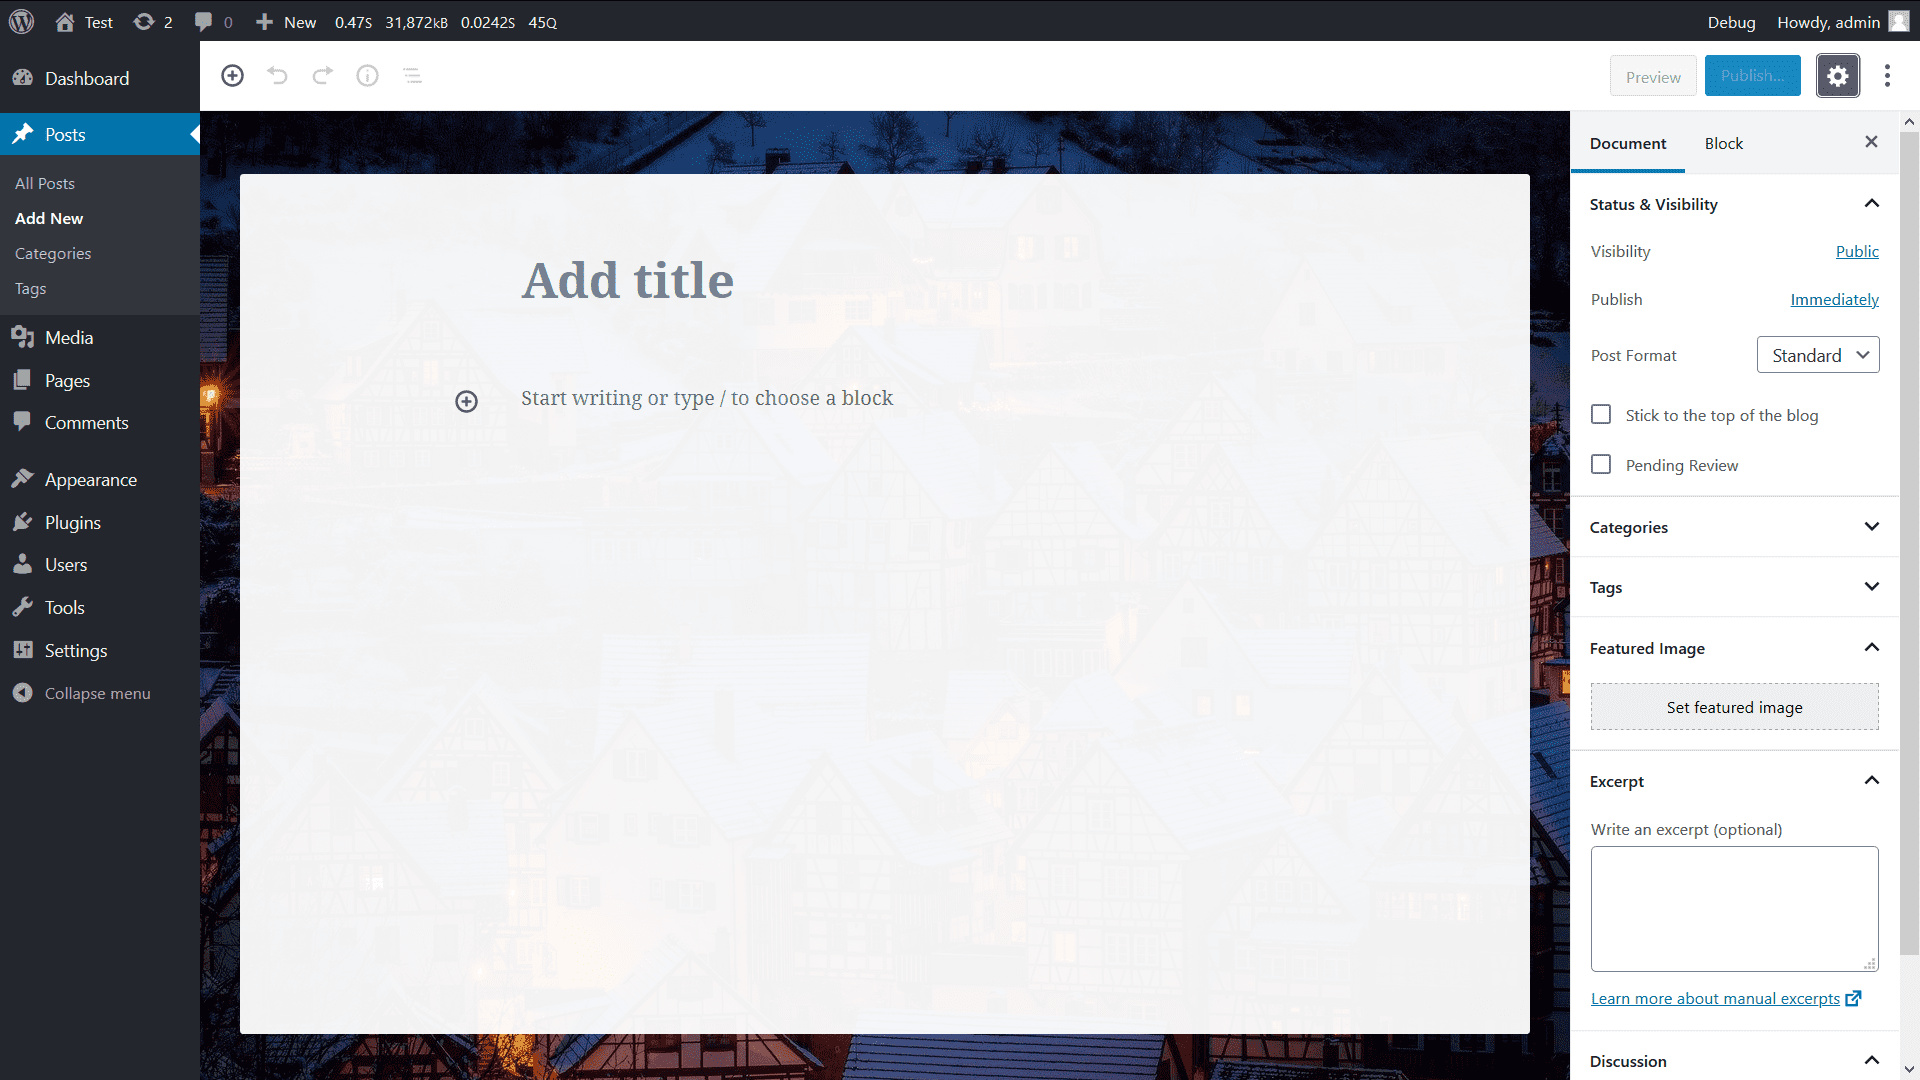 Test 2 0 New 0.47S 31,872KB 0.0242S 45Q Debug Howdy, admin
Dashboard
Posts
All Posts
Add New
Categories
Tags
Media
Pages
Comments
Appearance
Plugins
Users
Tools
Settings
Collapse menu
Preview Publish...
Add title
Start writing or type / to choose a block
Document Block
Status & Visibility
Visibility Public
Publish Immediately
Post Format Standard
Stick to the top of the blog
Pending Review
Categories
Tags
Featured Image
Set featured image
Excerpt
Write an excerpt (optional)
Learn more about manual excerpts
Discussion